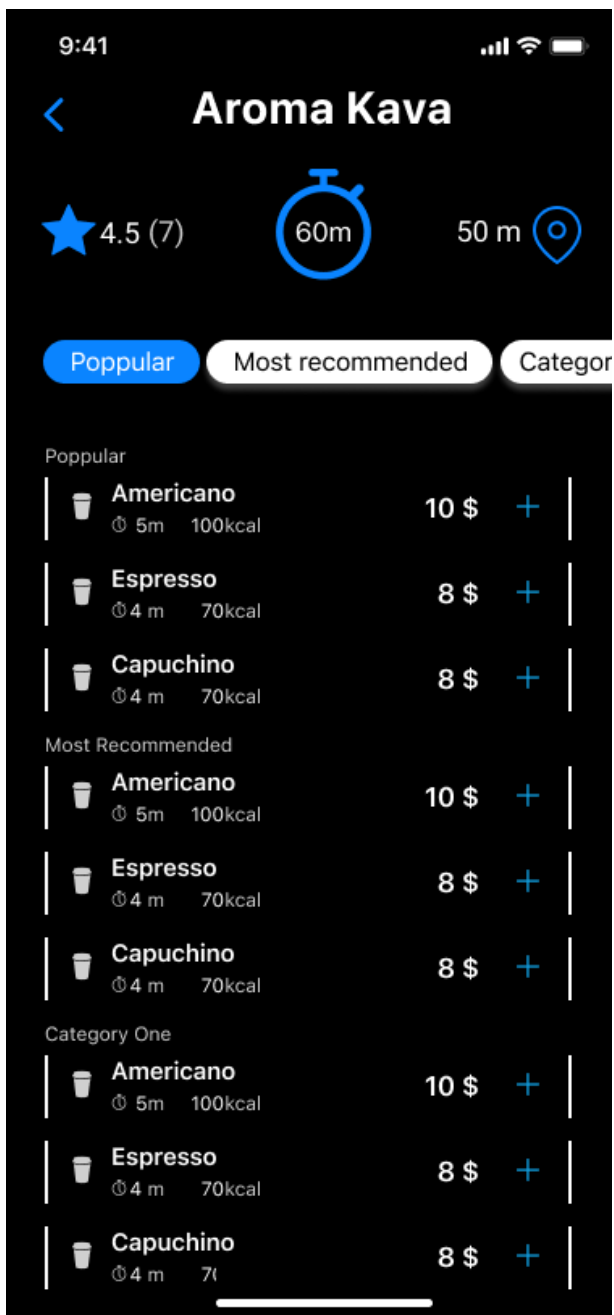 9:41
Aroma Kava
4.5 (7)
60m
50 m
Poppular
Most recommended
Categor
Poppular
Americano
10 $
5m 100kcal
Espresso
8 $
4 m 70kcal
Capuchino
8 $
4 m 70kcal
Most Recommended
Americano
10 $
5m 100kcal
Espresso
8 $
4 m 70kcal
Capuchino
8 $
4 m 70kcal
Category One
Americano
10 $
5m 100kcal
Espresso
8 $
4 m 70kcal
Capuchino
8 $
4 m 7